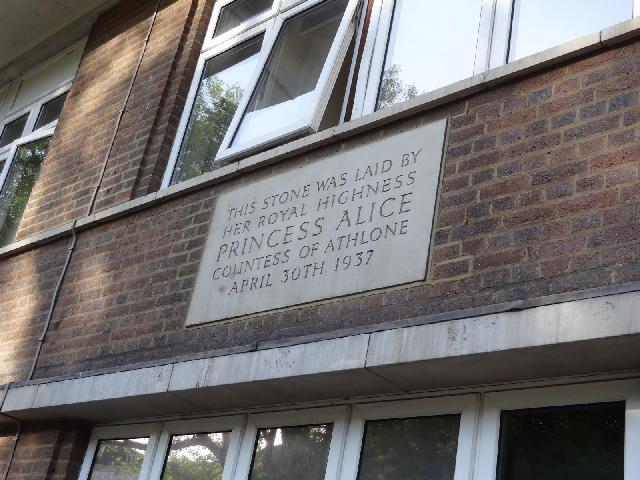 THIS STONE WAS LAID BY
HER ROYAL HIGHNESS
PRINCESS ALICE
COUNTESS OF ATHLONE
APRIL 30TH 1937